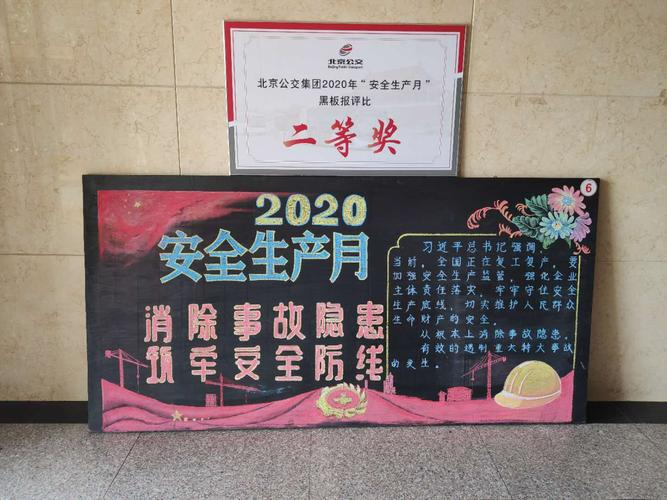 北京公交
Beijing Public Transport
北京公交集团2020年“安全生产月”
黑板报评比
二等奖
6
2020
安全生产月
消除事故隐患
筑牢安全防线
习近平总书记强调
当前，全国正在复工复产，要
加强安全生产监管，强化企业
主体责任落实，牢守住安全
生产底线，切实维护人民群众
生命财产的安全。
从根本上消除事故隐患，
有效的遏制重大特大事故
的发生。